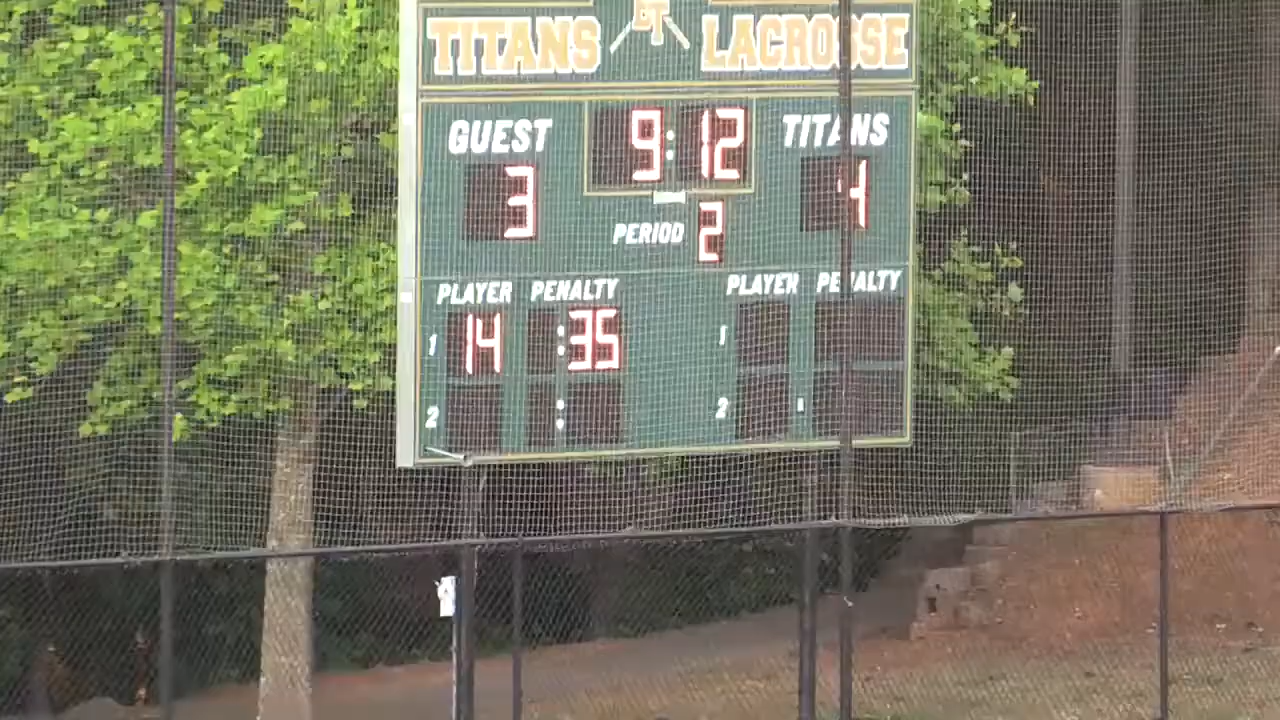 TITANS BT LACROSSE
GUEST 9:12 TITANS
3 4
PERIOD 2
PLAYER PENALTY PLAYER PENALTY
1 14 :35 1
2 : 2